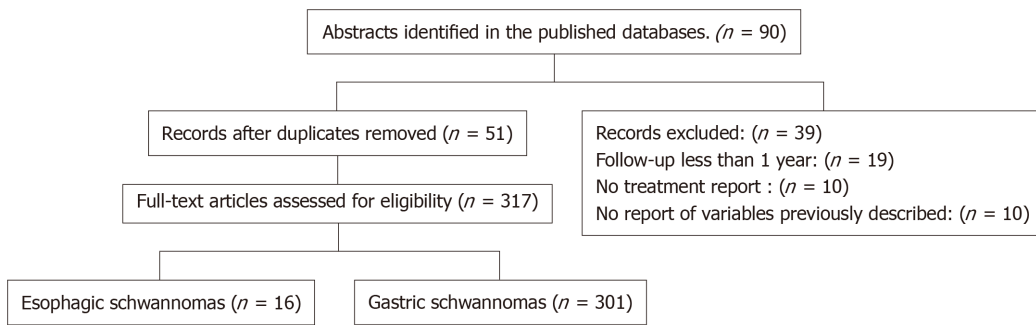 Abstracts identified in the published databases. (n = 90)
Records after duplicates removed (n = 51)
Records excluded: (n = 39)
Follow-up less than 1 year: (n = 19)
No treatment report : (n = 10)
No report of variables previously described: (n = 10)
Full-text articles assessed for eligibility (n = 317)
Esophagic schwannomas (n = 16)
Gastric schwannomas (n = 301)